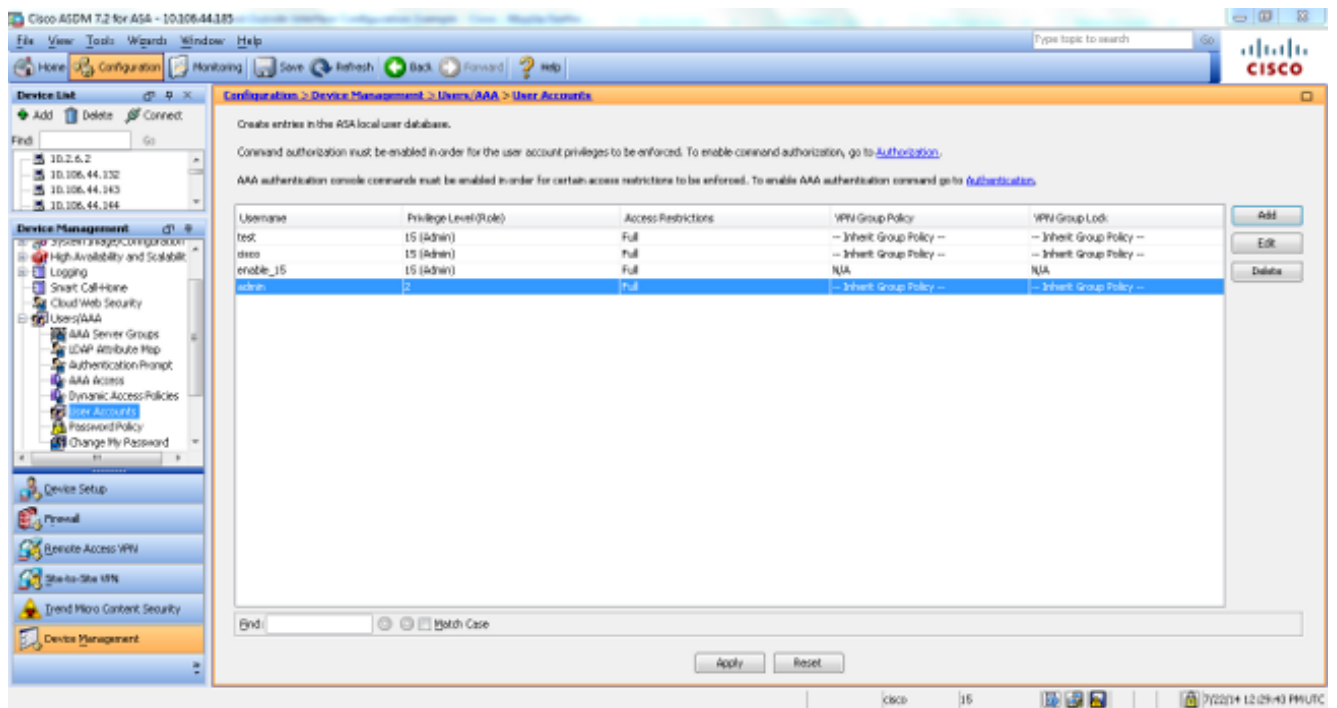 Cisco ASDM 7.2 for ASA - 10.106.44.185
File View Tools Wizards Window Help
Type topic to search Go
Home Configuration Monitoring Save Refresh Back Forward Help
CISCO
Device List
Add Delete Connect
Find: Go
10.2.6.2
10.106.44.132
10.106.44.143
10.106.44.144
Device Management
System Image/Configuration
High Availability and Scalabilit
Logging
Smart Call-Home
Cloud Web Security
Users/AAA
AAA Server Groups
LDAP Attribute Map
Authentication Prompt
AAA Access
Dynamic Access Policies
User Accounts
Password Policy
Change My Password
Device Setup
Firewall
Remote Access VPN
Site-to-Site VPN
Trend Micro Content Security
Device Management
Configuration > Device Management > Users/AAA > User Accounts
Create entries in the ASA local user database.
Command authorization must be enabled in order for the user account privileges to be enforced. To enable command authorization, go to Authorization.
AAA authentication console commands must be enabled in order for certain access restrictions to be enforced. To enable AAA authentication command go to Authentication.
Username Privilege Level (Role) Access Restrictions VPN Group Policy VPN Group Lock
test 15 (Admin) Full -- Inherit Group Policy -- -- Inherit Group Policy --
cisco 15 (Admin) Full -- Inherit Group Policy -- -- Inherit Group Policy --
enable_15 15 (Admin) Full N/A N/A
admin 2 Full -- Inherit Group Policy -- -- Inherit Group Policy --
Add
Edit
Delete
Find: Match Case
Apply Reset
cisco 15 7/22/14 12:29:43 PM UTC